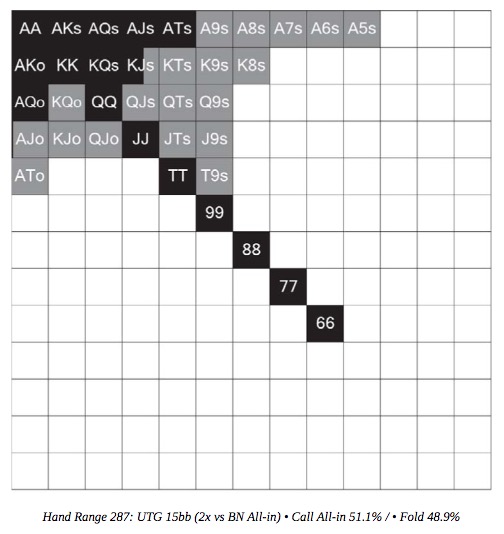 AA AKs AQs AJs ATs A9s A8s A7s A6s A5s
AKo KK KQs KJs KTs K9s K8s
AQo KQo QQ QJs QTs Q9s
AJo KJo QJo JJ JTs J9s
ATo TT T9s
99
88
77
66
Hand Range 287: UTG 15bb (2x vs BN All-in) • Call All-in 51.1% / • Fold 48.9%